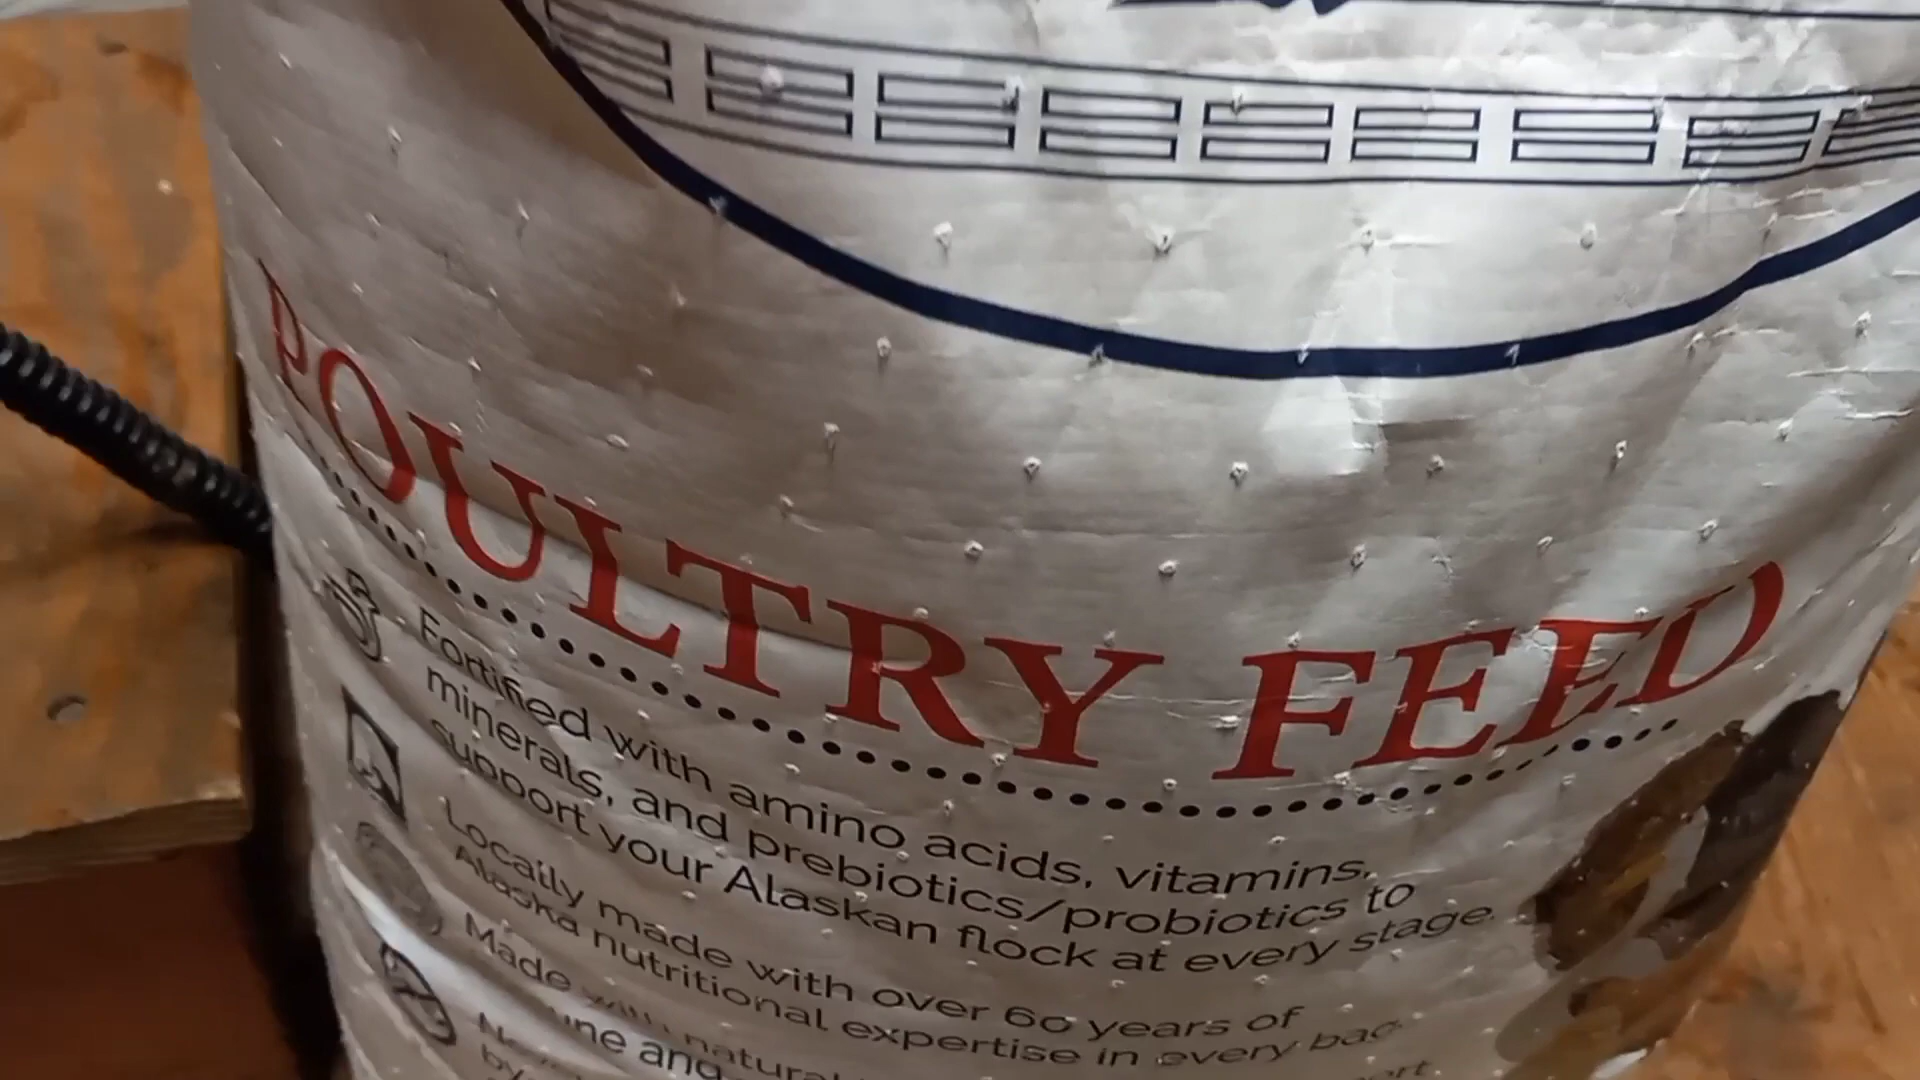 POULTRY FEED
Fortified with amino acids, vitamins,
minerals, and prebiotics/probiotics to
support your Alaskan flock at every stage.
Locally made with over 60 years of
Alaska nutritional expertise in every bag
Made with natural
and